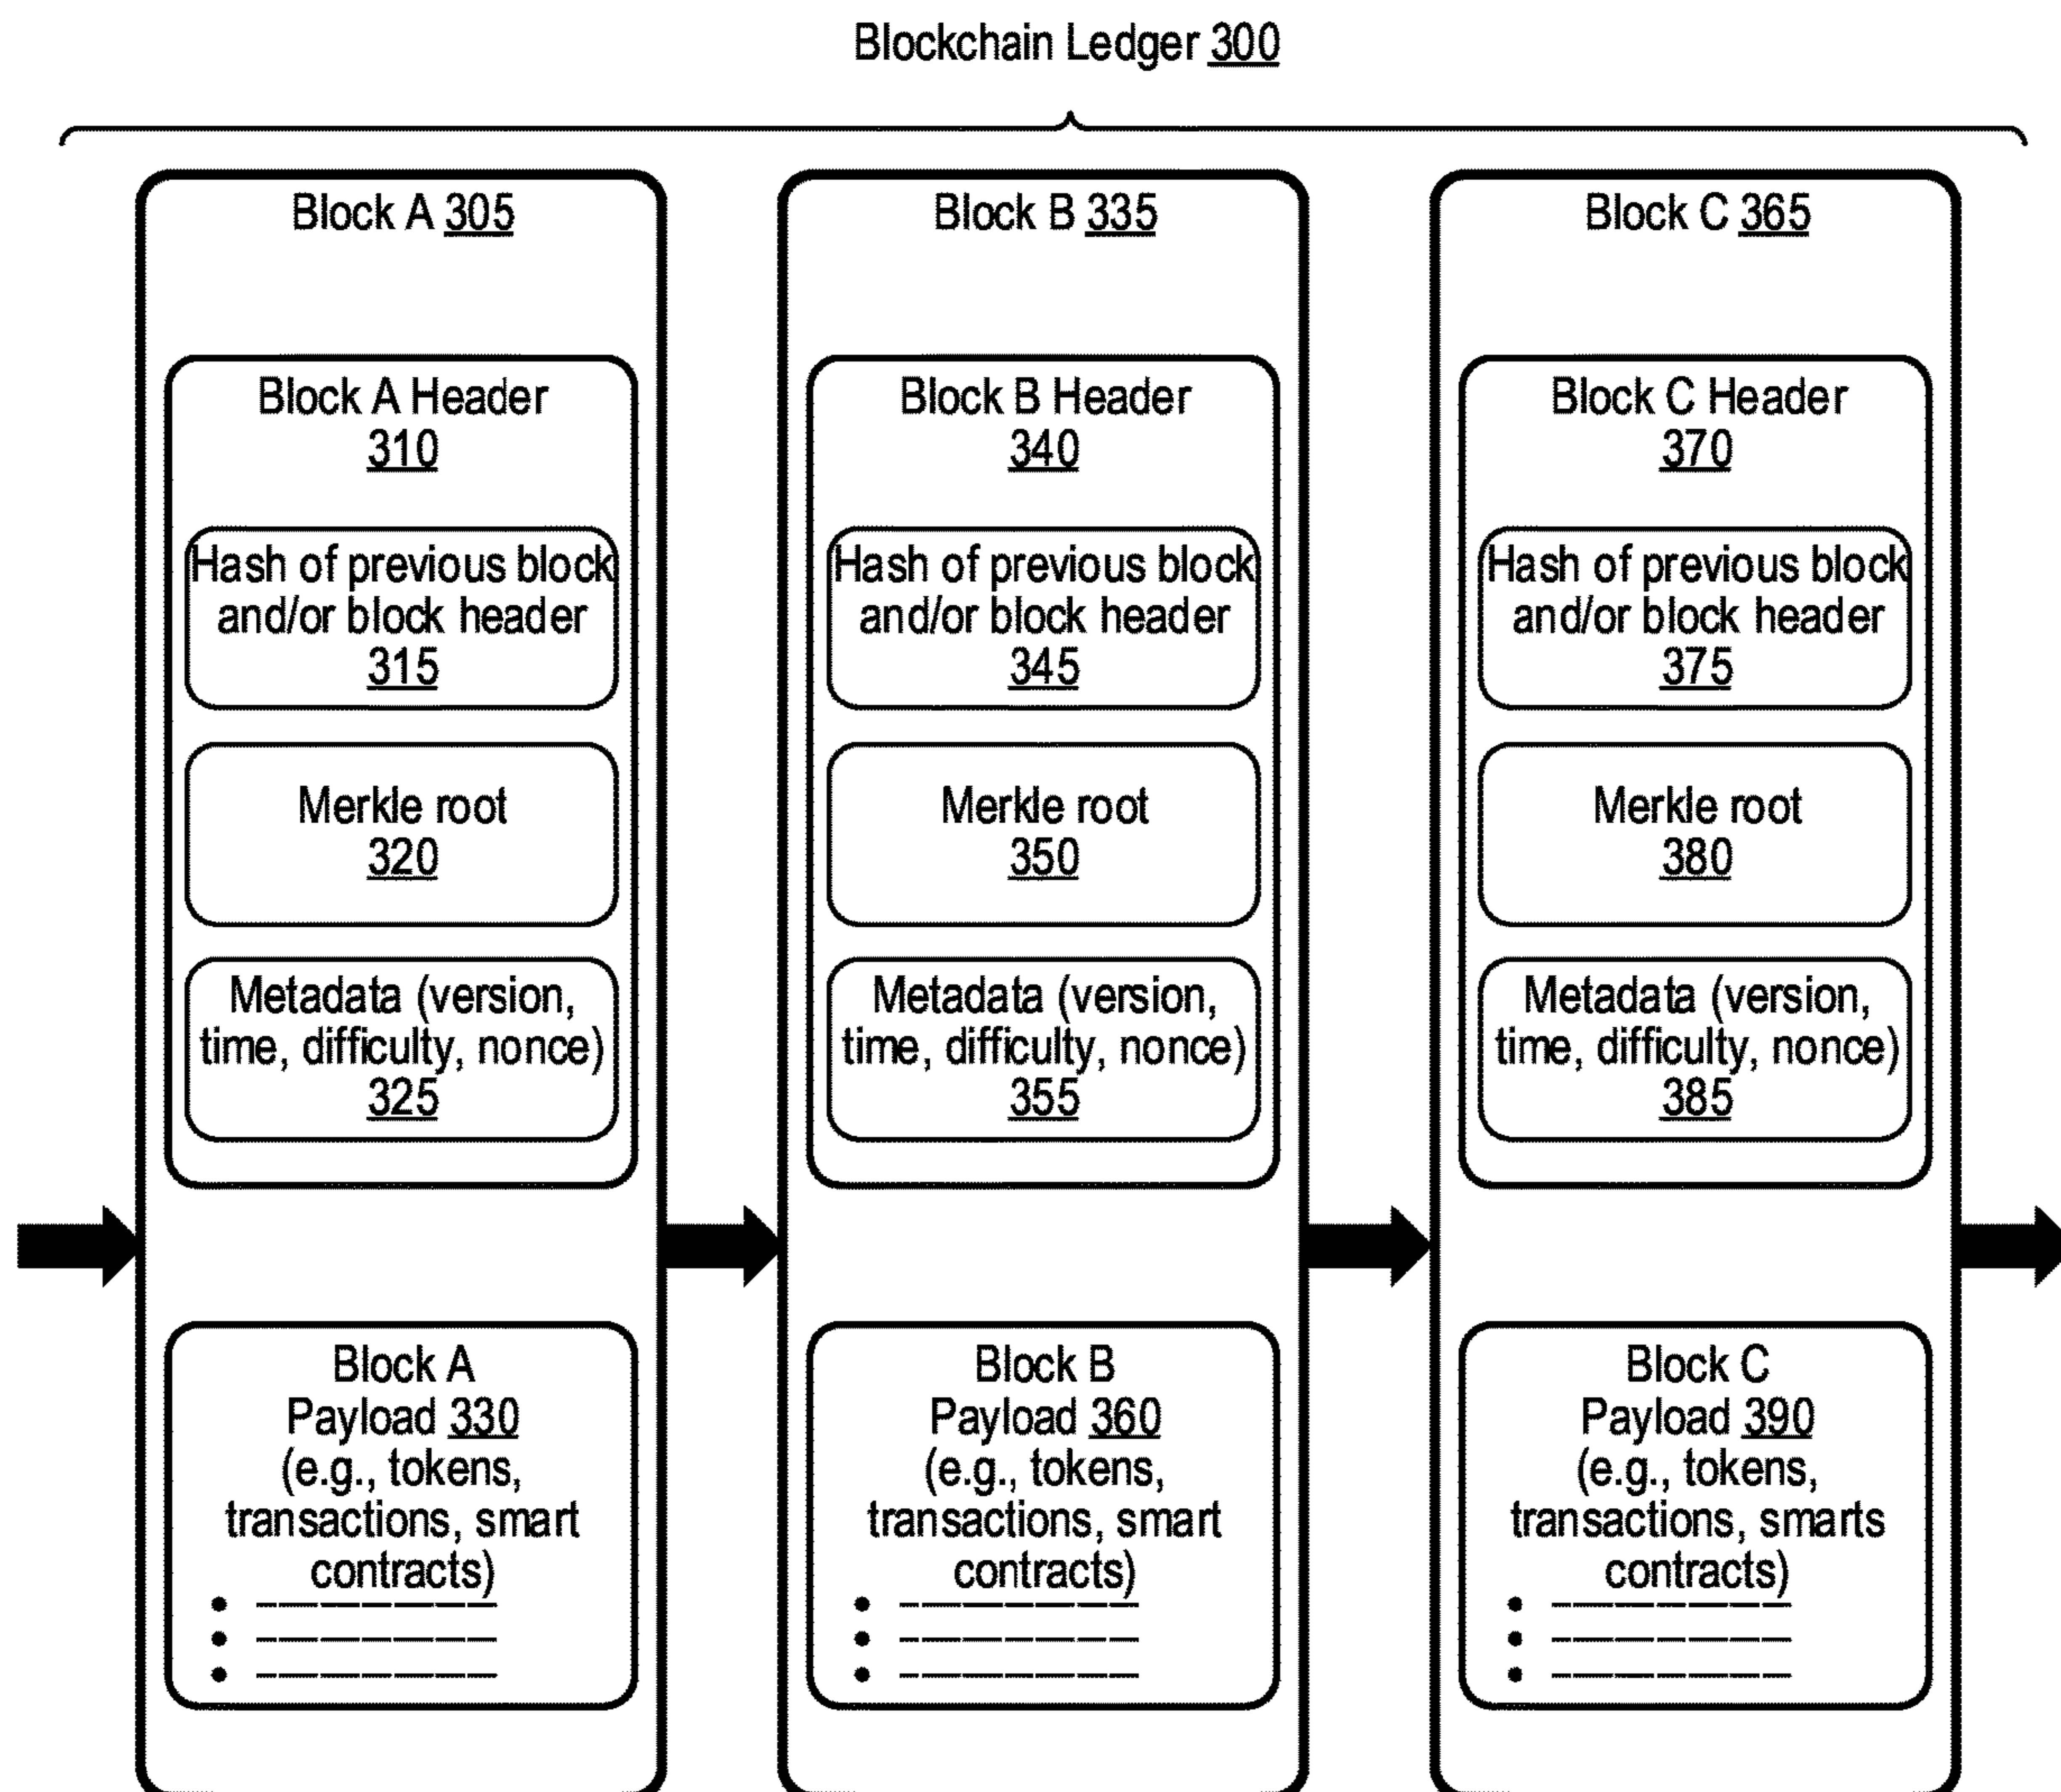 Blockchain Ledger 300
Block A 305
Block A Header
310
Hash of previous block
and/or block header
315
Merkle root
320
Metadata (version,
time, difficulty, nonce)
325
Block A
Payload 330
(e.g., tokens,
transactions, smart
contracts)
Block B 335
Block B Header
340
Hash of previous block
and/or block header
345
Merkle root
350
Metadata (version,
time, difficulty, nonce)
355
Block B
Payload 360
(e.g., tokens,
transactions, smart
contracts)
Block C 365
Block C Header
370
Hash of previous block
and/or block header
375
Merkle root
380
Metadata (version,
time, difficulty, nonce)
385
Block C
Payload 390
(e.g., tokens,
transactions, smarts
contracts)